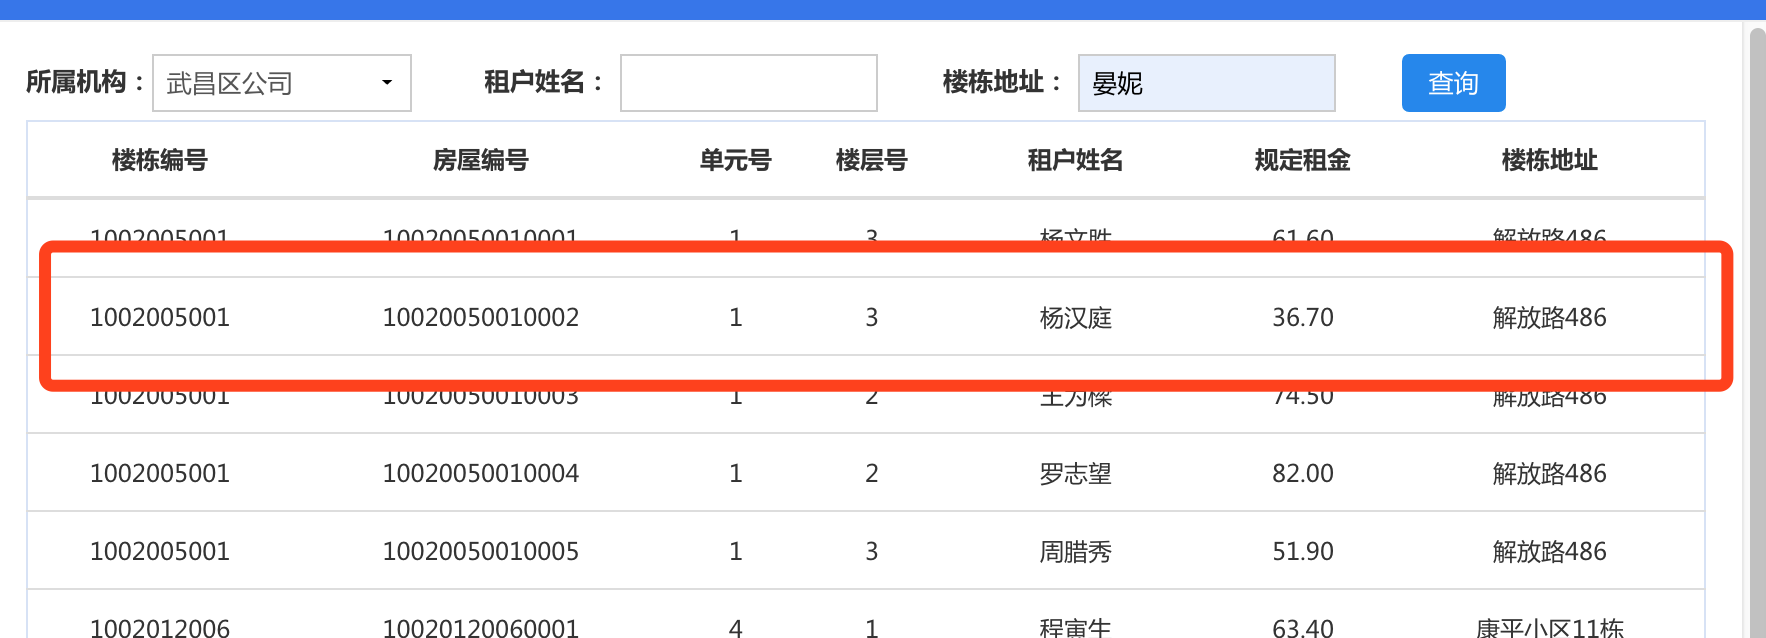 所属机构： 武昌区公司 租户姓名： 楼栋地址： 晏妮 查询
楼栋编号 房屋编号 单元号 楼层号 租户姓名 规定租金 楼栋地址
1002005001 10020050010001 1 3 杨文胜 61.60 解放路486
1002005001 10020050010002 1 3 杨汉庭 36.70 解放路486
1002005001 10020050010003 1 2 王为樑 74.50 解放路486
1002005001 10020050010004 1 2 罗志望 82.00 解放路486
1002005001 10020050010005 1 3 周腊秀 51.90 解放路486
1002012006 10020120060001 4 1 程寅生 63.40 康平小区11栋